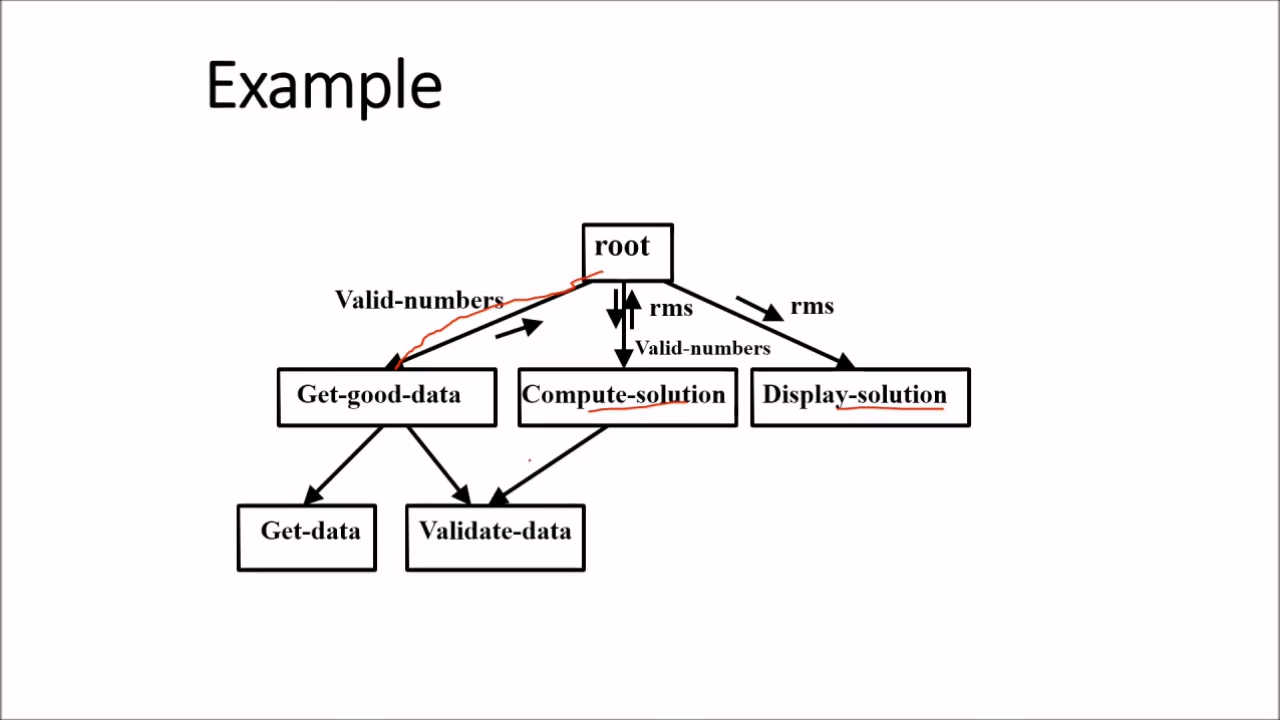 Example
root
Valid-numbers
rms
rms
Valid-numbers
Get-good-data
Compute-solution
Display-solution
Get-data
Validate-data